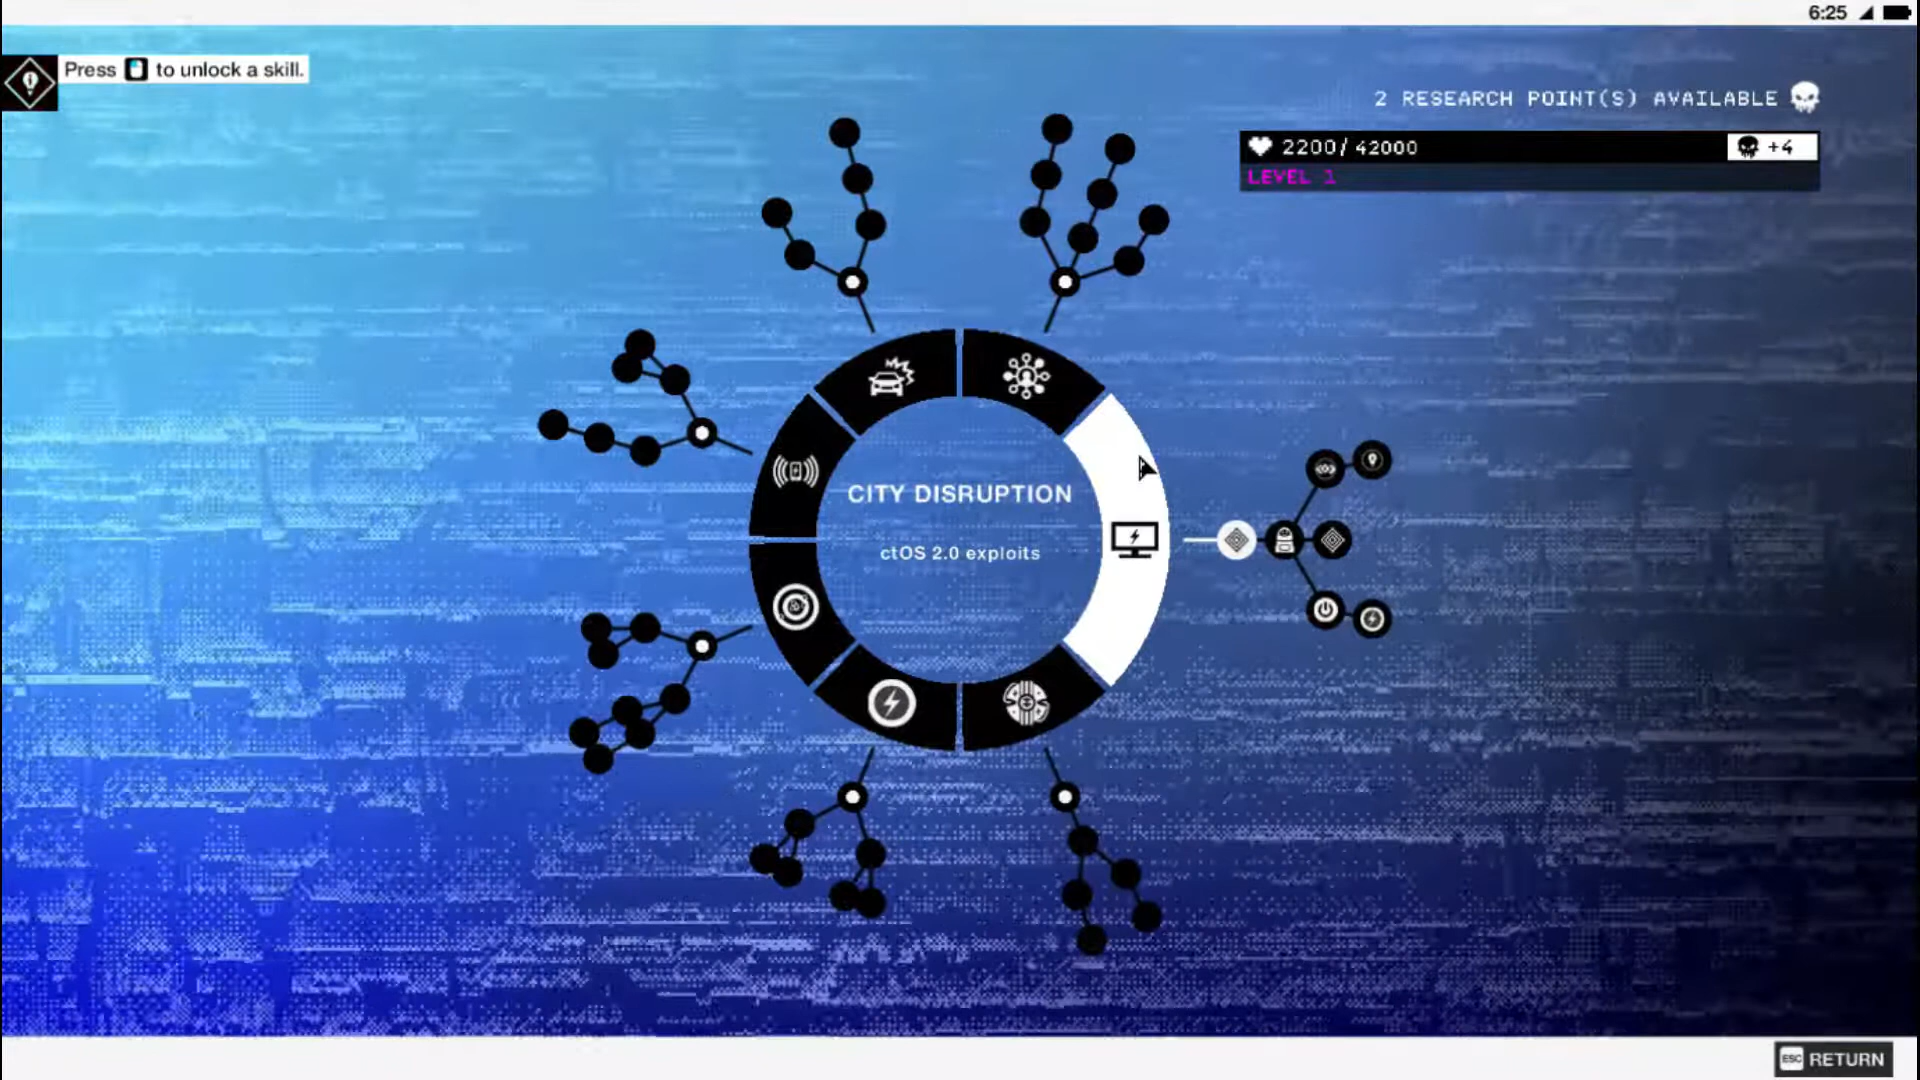 6:25
Press to unlock a skill.
2 RESEARCH POINT(S) AVAILABLE
2200/ 42000
+4
LEVEL 1
CITY DISRUPTION
ctOS 2.0 exploits
ESC RETURN